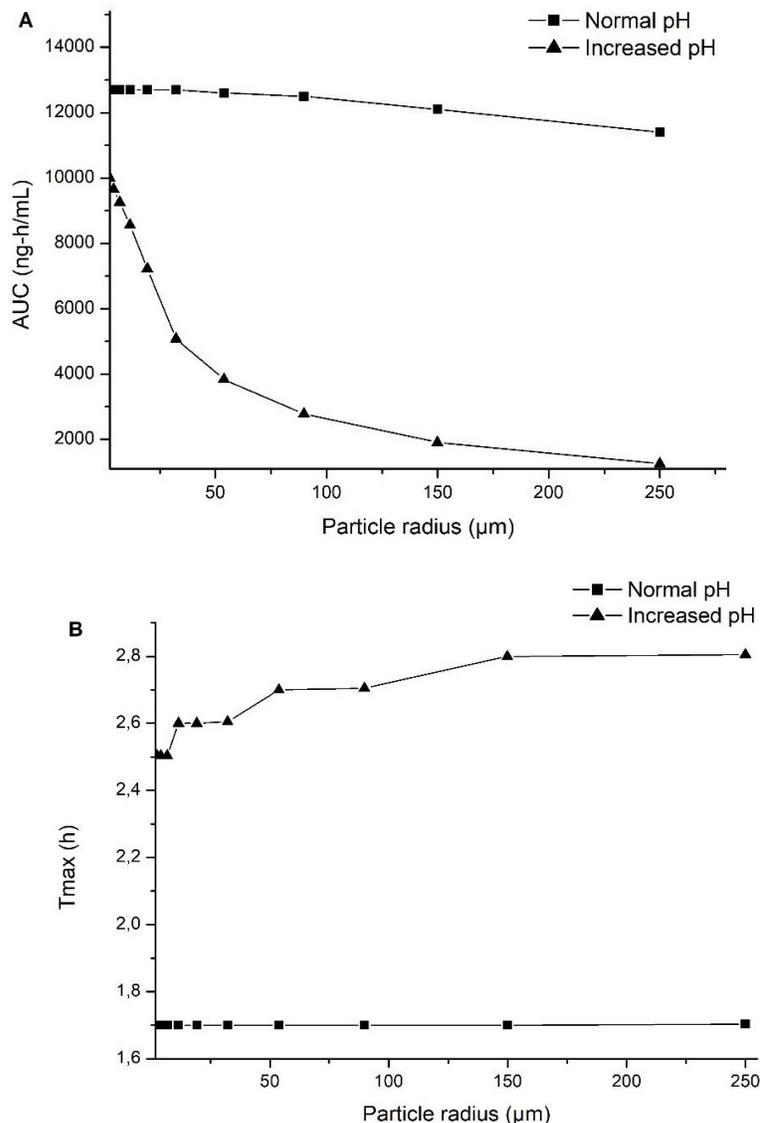 A
Normal pH
Increased pH
14000
12000
10000
8000
6000
4000
2000
AUC (ng-h/mL)
50 100 150 200 250
Particle radius (µm)
B
Normal pH
Increased pH
2,8
2,6
2,4
2,2
2,0
1,8
1,6
Tmax (h)
50 100 150 200 250
Particle radius (µm)